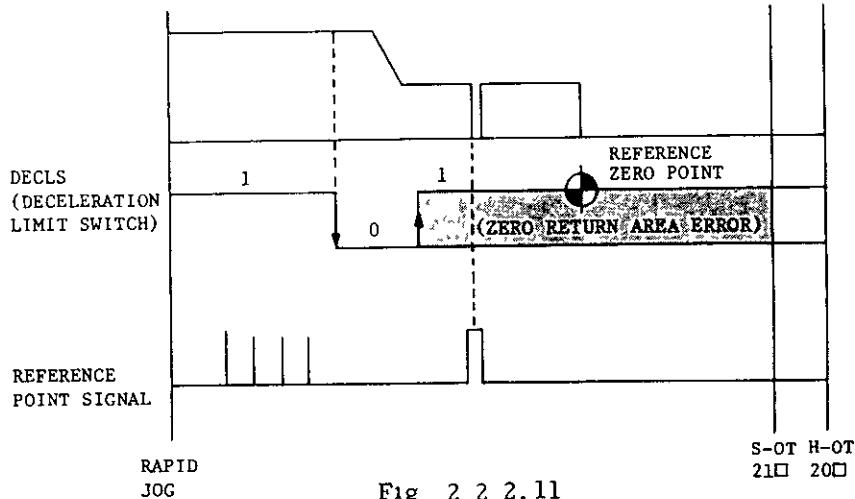 DECLS
(DECELERATION
LIMIT SWITCH)
1
0
1
REFERENCE
ZERO POINT
(ZERO RETURN AREA ERROR)
REFERENCE
POINT SIGNAL
RAPID
JOG
S-OT H-OT
21□ 20□
Fig 2 2 2.11